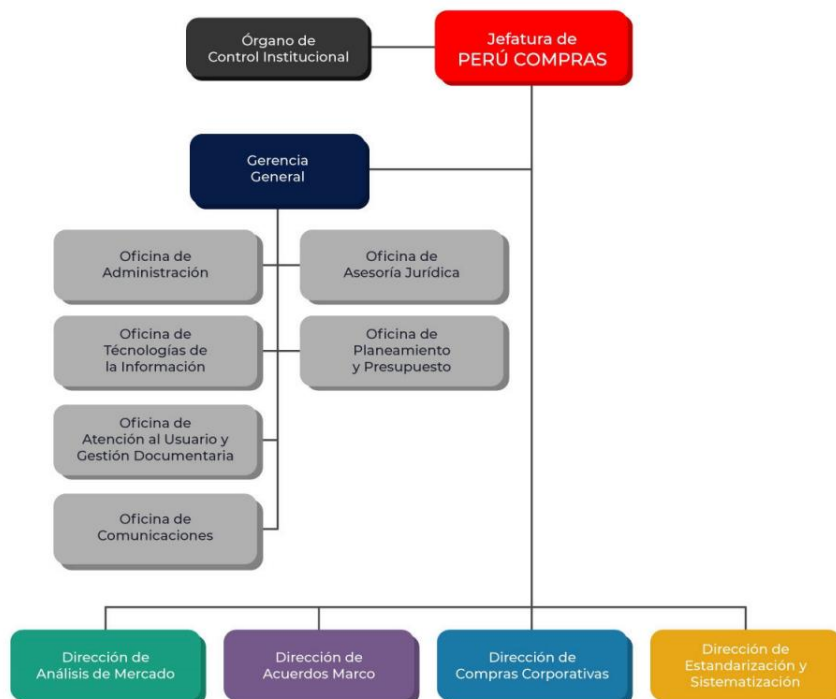 Órgano de
Control Institucional
Jefatura de
PERÚ COMPRAS
Gerencia
General
Oficina de
Administración
Oficina de
Asesoría Jurídica
Oficina de
Técnologías de
la Información
Oficina de
Planeamiento
y Presupuesto
Oficina de
Atención al Usuario y
Gestión Documentaria
Oficina de
Comunicaciones
Dirección de
Análisis de Mercado
Dirección de
Acuerdos Marco
Dirección de
Compras Corporativas
Dirección de
Estandarización y
Sistematización